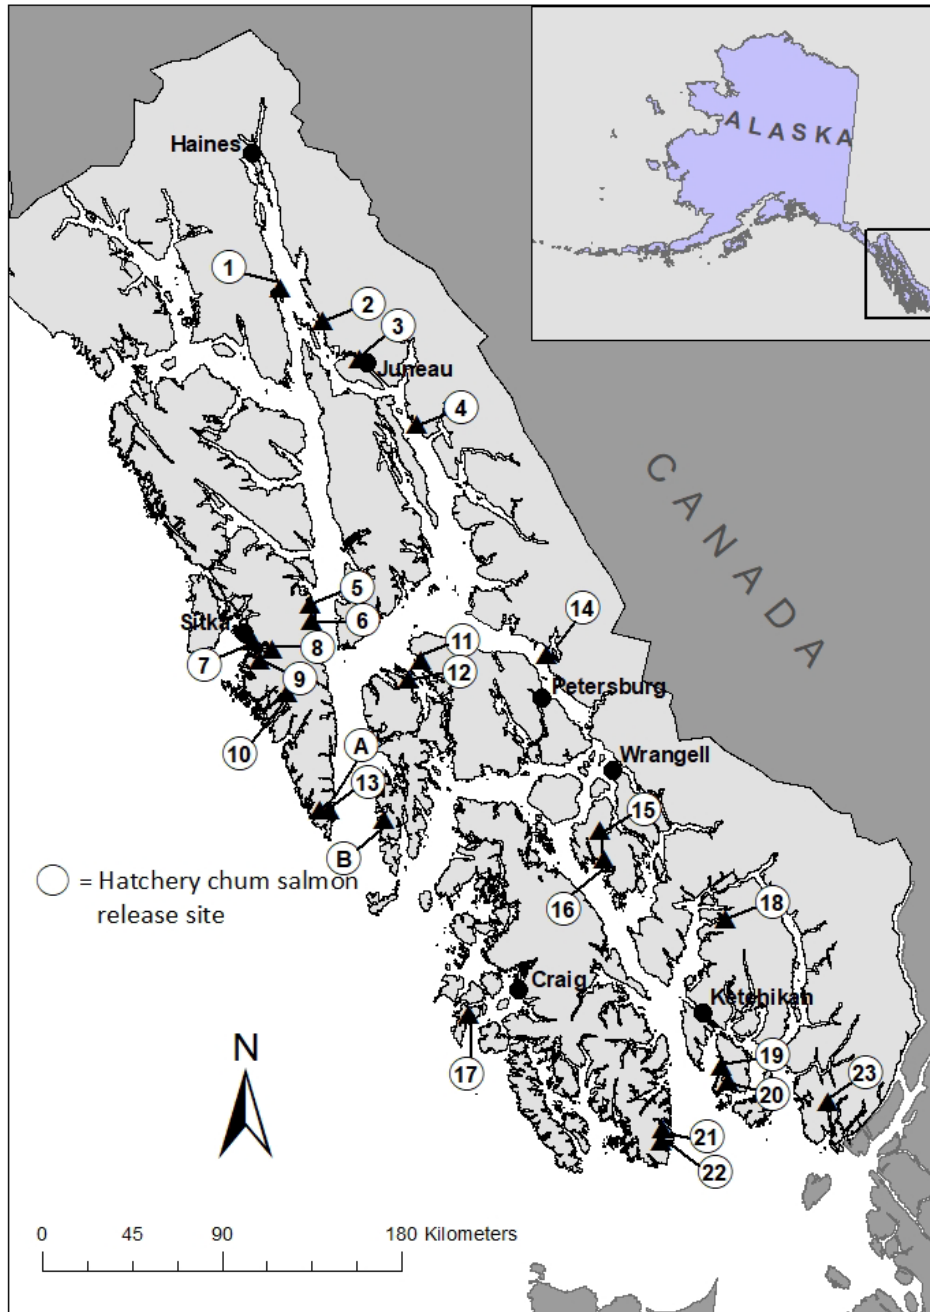 ALASKA
Haines
1
2
3
Juneau
4
CANADA
5
6
Sitka
7
8
9
10
11
12
14
Petersburg
Wrangell
A
13
B
15
16
= Hatchery chum salmon
release site
18
Craig
Ketchikan
17
19
20
23
21
22
N
0 45 90 180 Kilometers